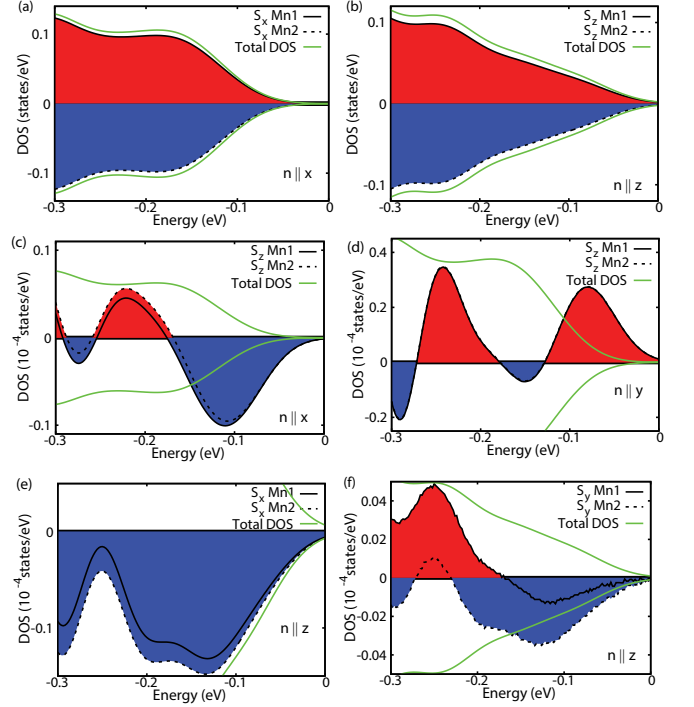 (a)
S_x Mn1
S_x Mn2
Total DOS
DOS (states/eV)
0.1
0
-0.1
n || x
-0.3 -0.2 -0.1 0
Energy (eV)
(b)
S_z Mn1
S_z Mn2
Total DOS
DOS (states/eV)
0.1
0
0.1
n || z
-0.3 -0.2 -0.1 0
Energy (eV)
(c)
S_z Mn1
S_z Mn2
Total DOS
DOS (10^-4 states/eV)
0.1
0
-0.1
n || x
-0.3 -0.2 -0.1 0
Energy (eV)
(d)
S_z Mn1
S_z Mn2
Total DOS
DOS (10^-4 states/eV)
0.4
0.2
0
-0.2
n || y
-0.3 -0.2 -0.1 0
Energy (eV)
(e)
S_x Mn1
S_x Mn2
Total DOS
DOS (10^-4 states/eV)
0
-0.1
n || z
-0.3 -0.2 -0.1 0
Energy (eV)
(f)
S_y Mn1
S_y Mn2
Total DOS
DOS (10^-4 states/eV)
0.04
0.02
0
-0.02
-0.04
n || z
-0.3 -0.2 -0.1 0
Energy (eV)